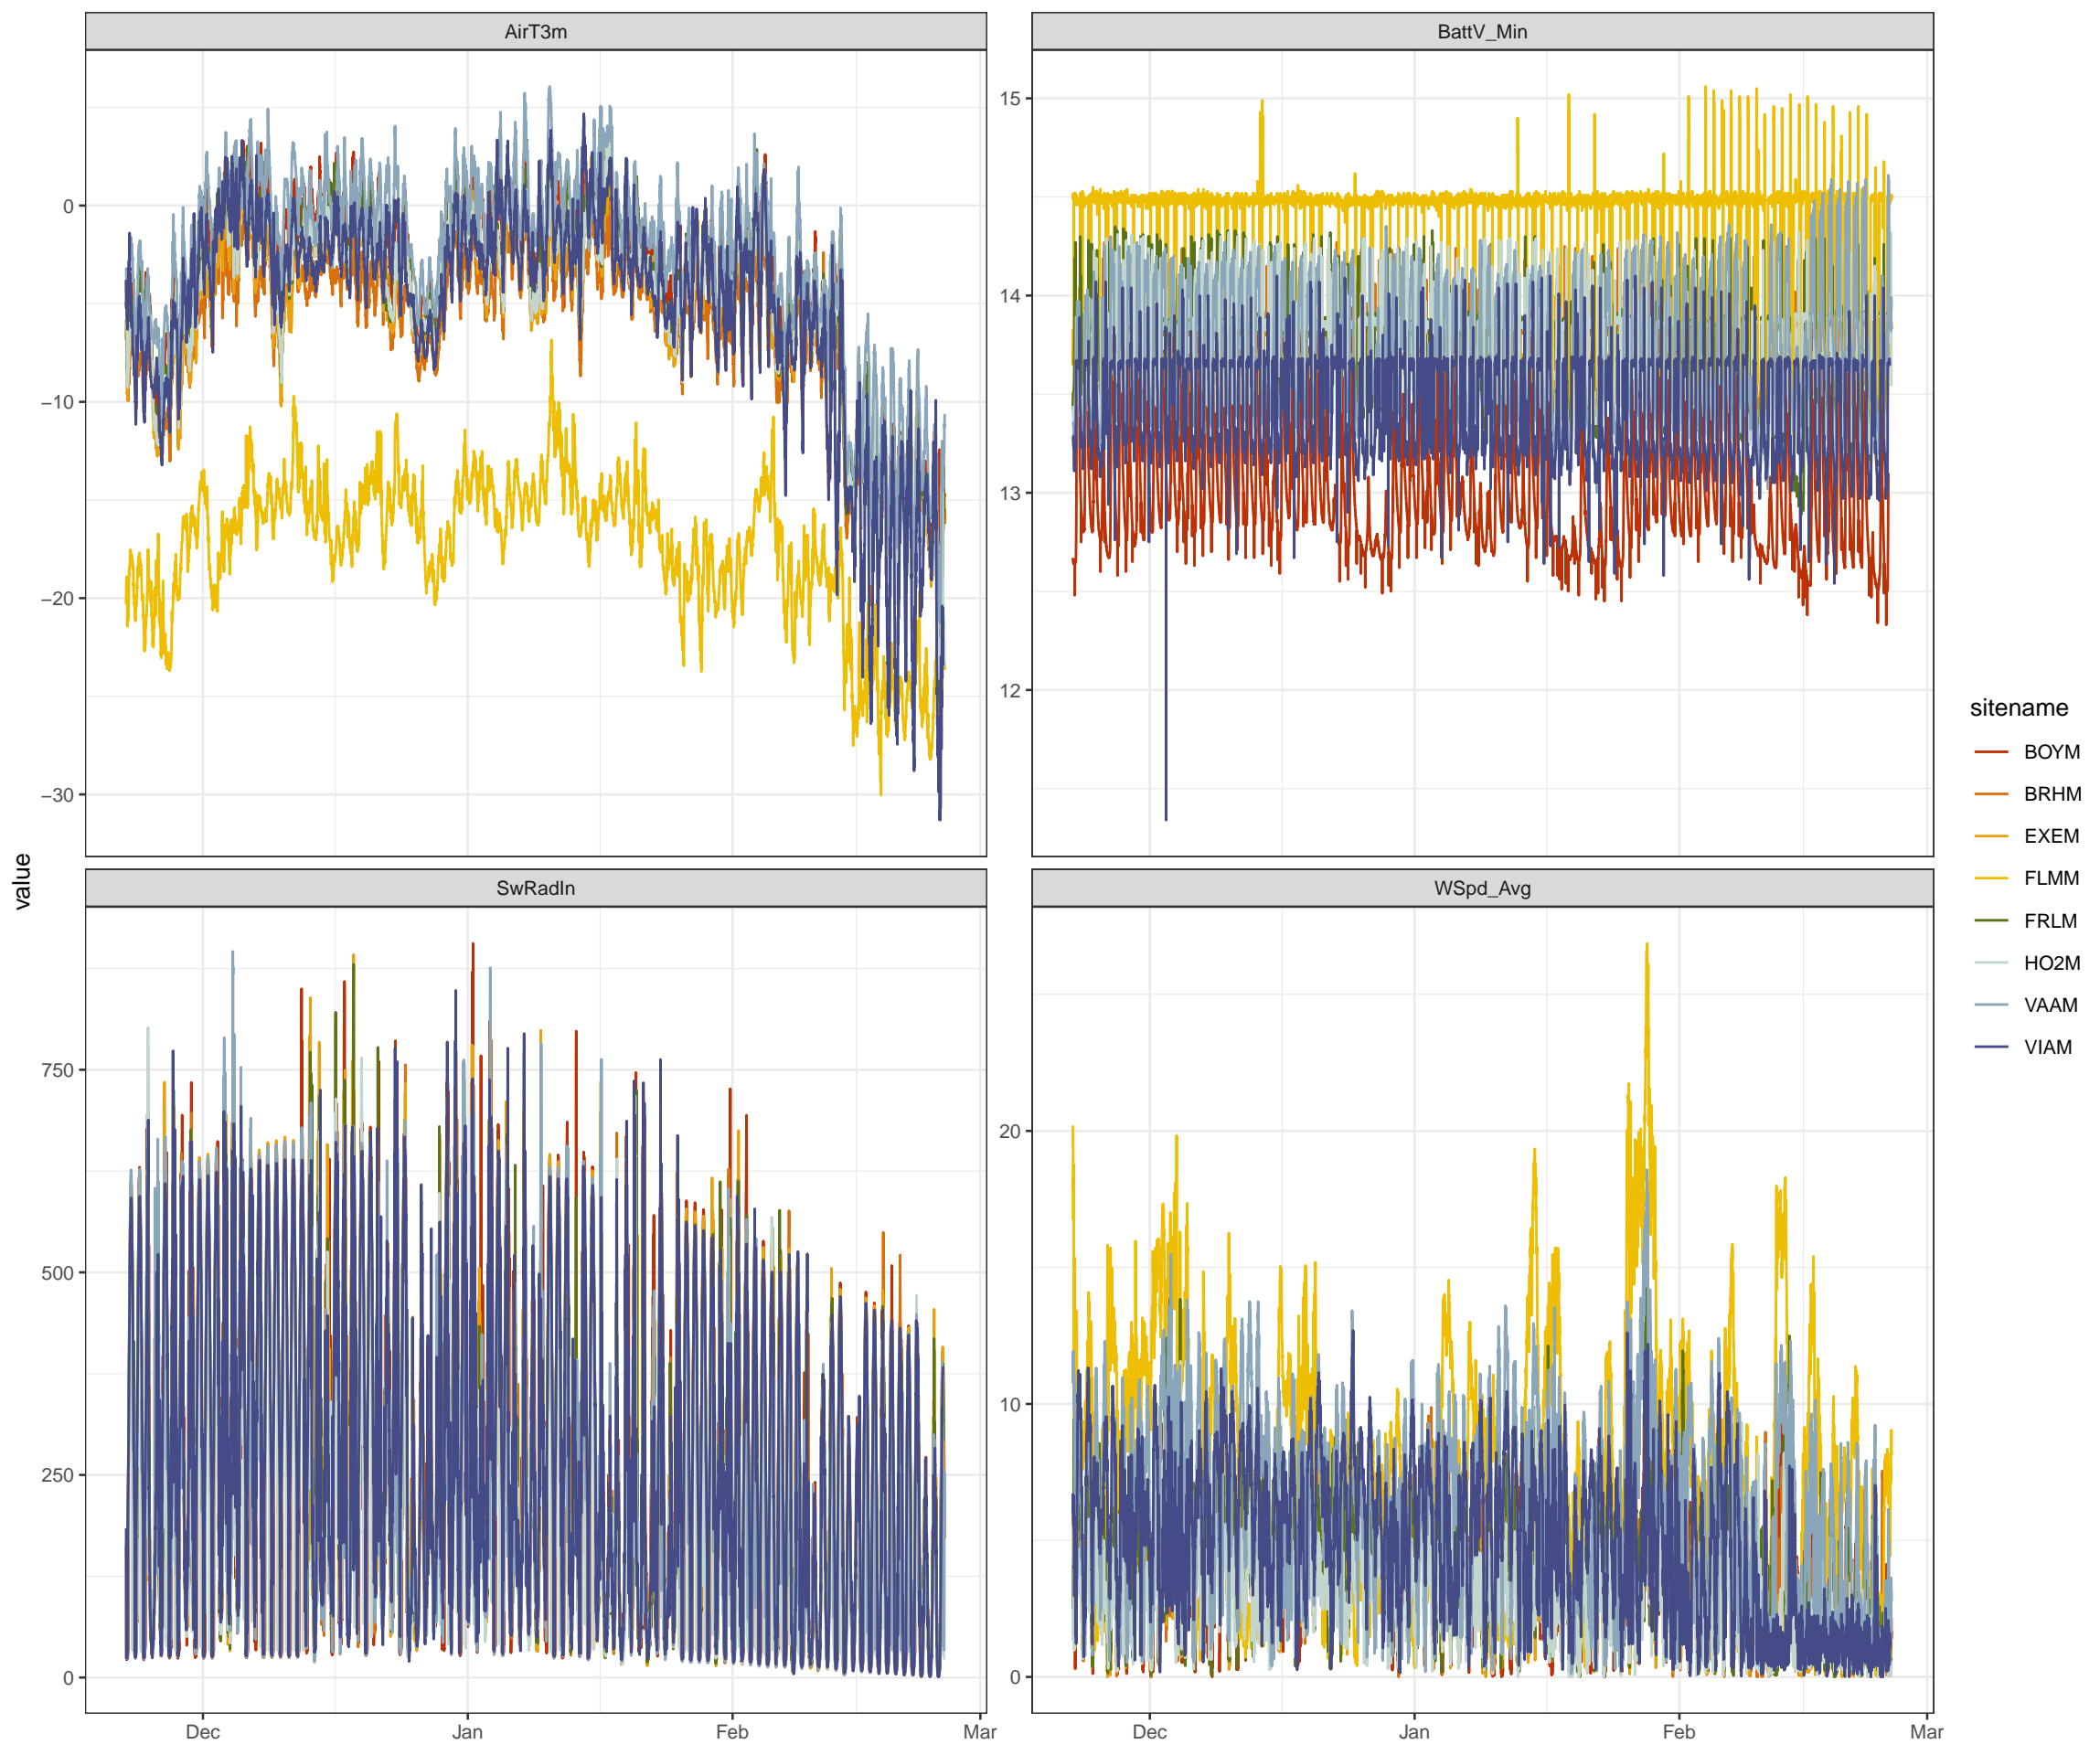 AirT3m
BattV_Min
0
−10
−20
−30
15
14
13
12
value
SwRadIn
WSpd_Avg
750
500
250
0
20
10
0
Dec
Jan
Feb
Mar
Dec
Jan
Feb
Mar
sitename
BOYM
BRHM
EXEM
FLMM
FRLM
HO2M
VAAM
VIAM